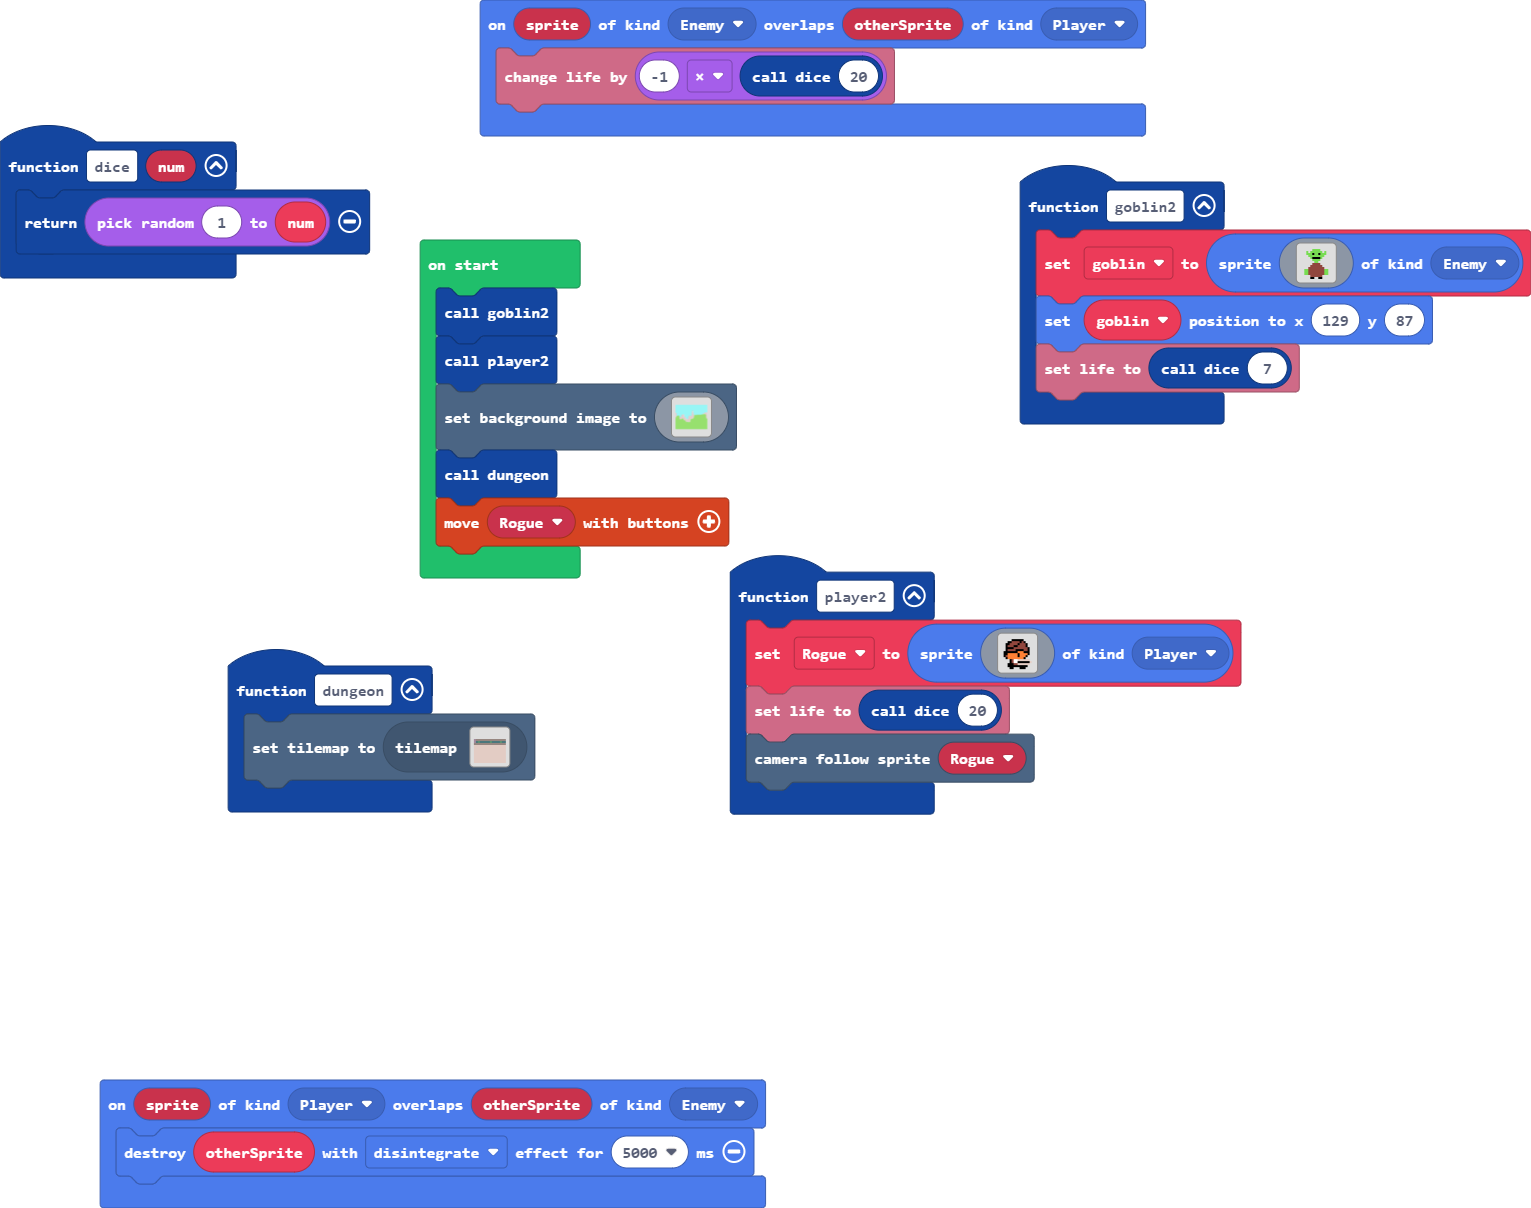 on sprite of kind Enemy overlaps otherSprite of kind Player
change life by -1 × call dice 20
function dice num
return pick random 1 to num
function goblin2
set goblin to sprite of kind Enemy
set goblin position to x 129 y 87
set life to call dice 7
on start
call goblin2
call player2
set background image to
call dungeon
move Rogue with buttons
function player2
set Rogue to sprite of kind Player
set life to call dice 20
camera follow sprite Rogue
function dungeon
set tilemap to tilemap
on sprite of kind Player overlaps otherSprite of kind Enemy
destroy otherSprite with disintegrate effect for 5000 ms